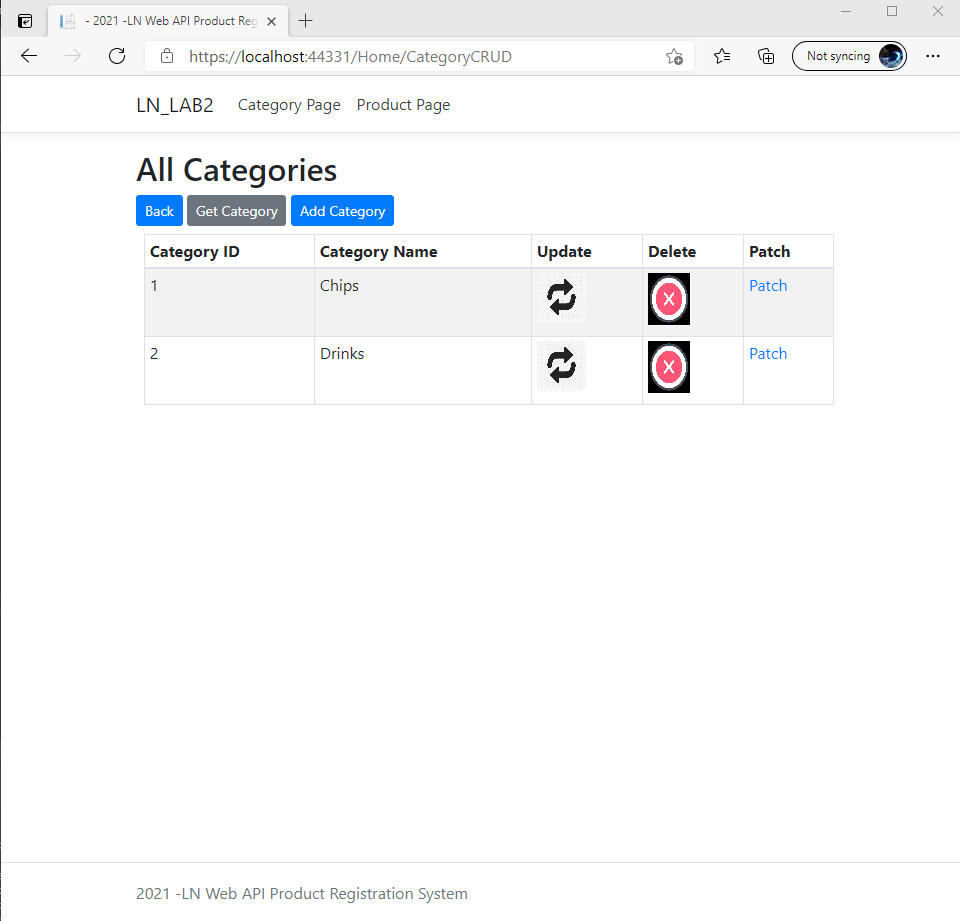 - 2021 -LN Web API Product Reg
https://localhost:44331/Home/CategoryCRUD
Not syncing
LN_LAB2 Category Page Product Page
All Categories
Back Get Category Add Category
Category ID Category Name Update Delete Patch
1 Chips X Patch
2 Drinks X Patch
2021 -LN Web API Product Registration System